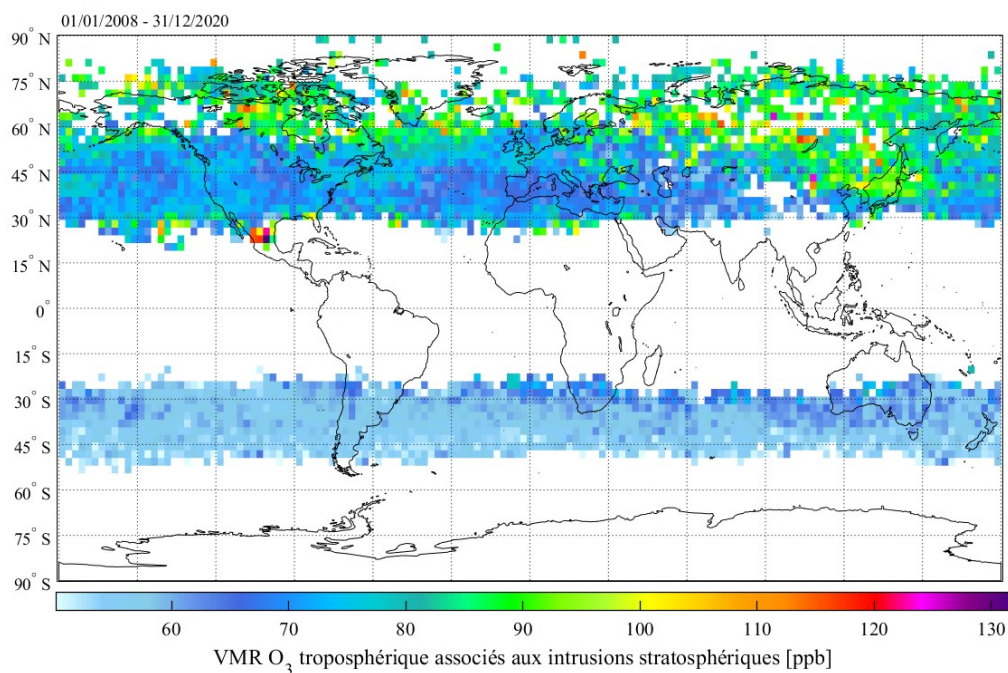 01/01/2008 - 31/12/2020
90° N
75° N
60° N
45° N
30° N
15° N
0°
15° S
30° S
45° S
60° S
75° S
90° S
60 70 80 90 100 110 120 130
VMR O₃ troposphérique associés aux intrusions stratosphériques [ppb]